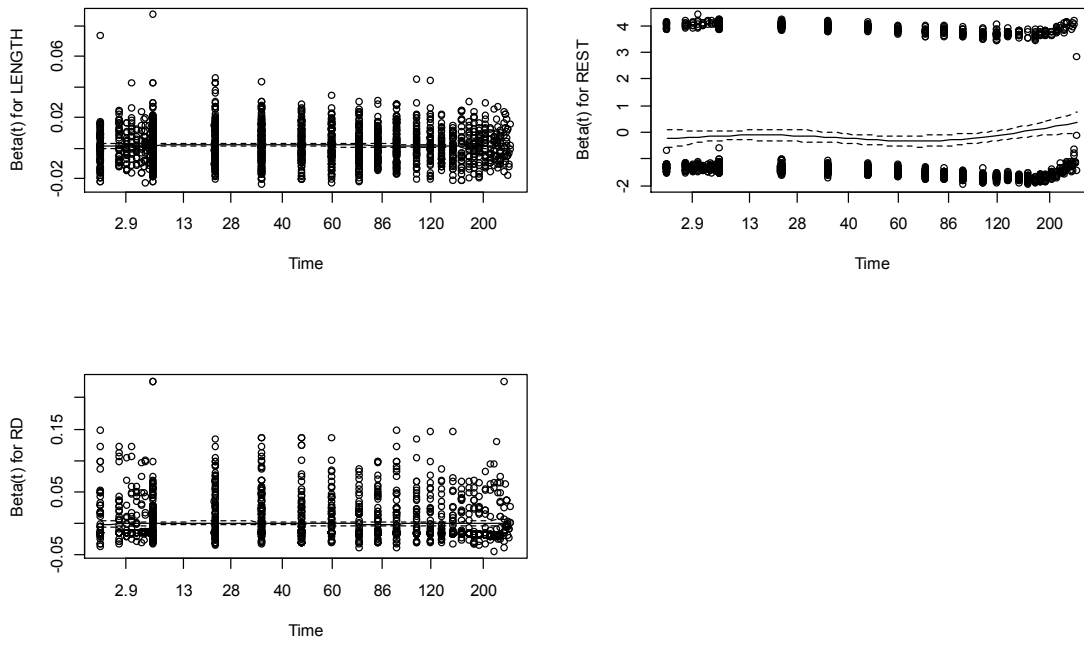 Beta(t) for LENGTH
0.06
0.02
-0.02
2.9 13 28 40 60 86 120 200
Time
Beta(t) for REST
4
3
2
1
0
-2
2.9 13 28 40 60 86 120 200
Time
Beta(t) for RD
0.15
0.05
-0.05
2.9 13 28 40 60 86 120 200
Time